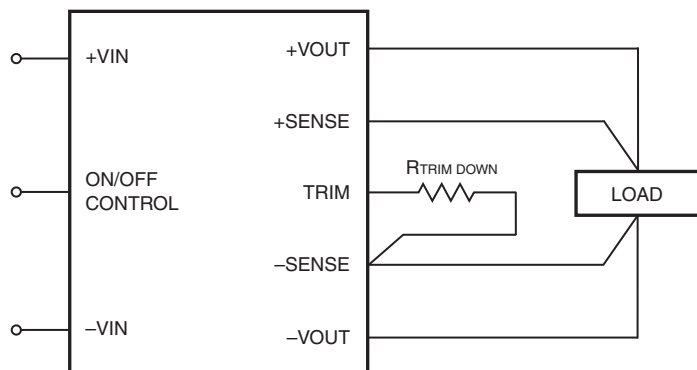 +VIN
ON/OFF
CONTROL
–VIN
+VOUT
+SENSE
TRIM
–SENSE
–VOUT
RTRIM DOWN
LOAD